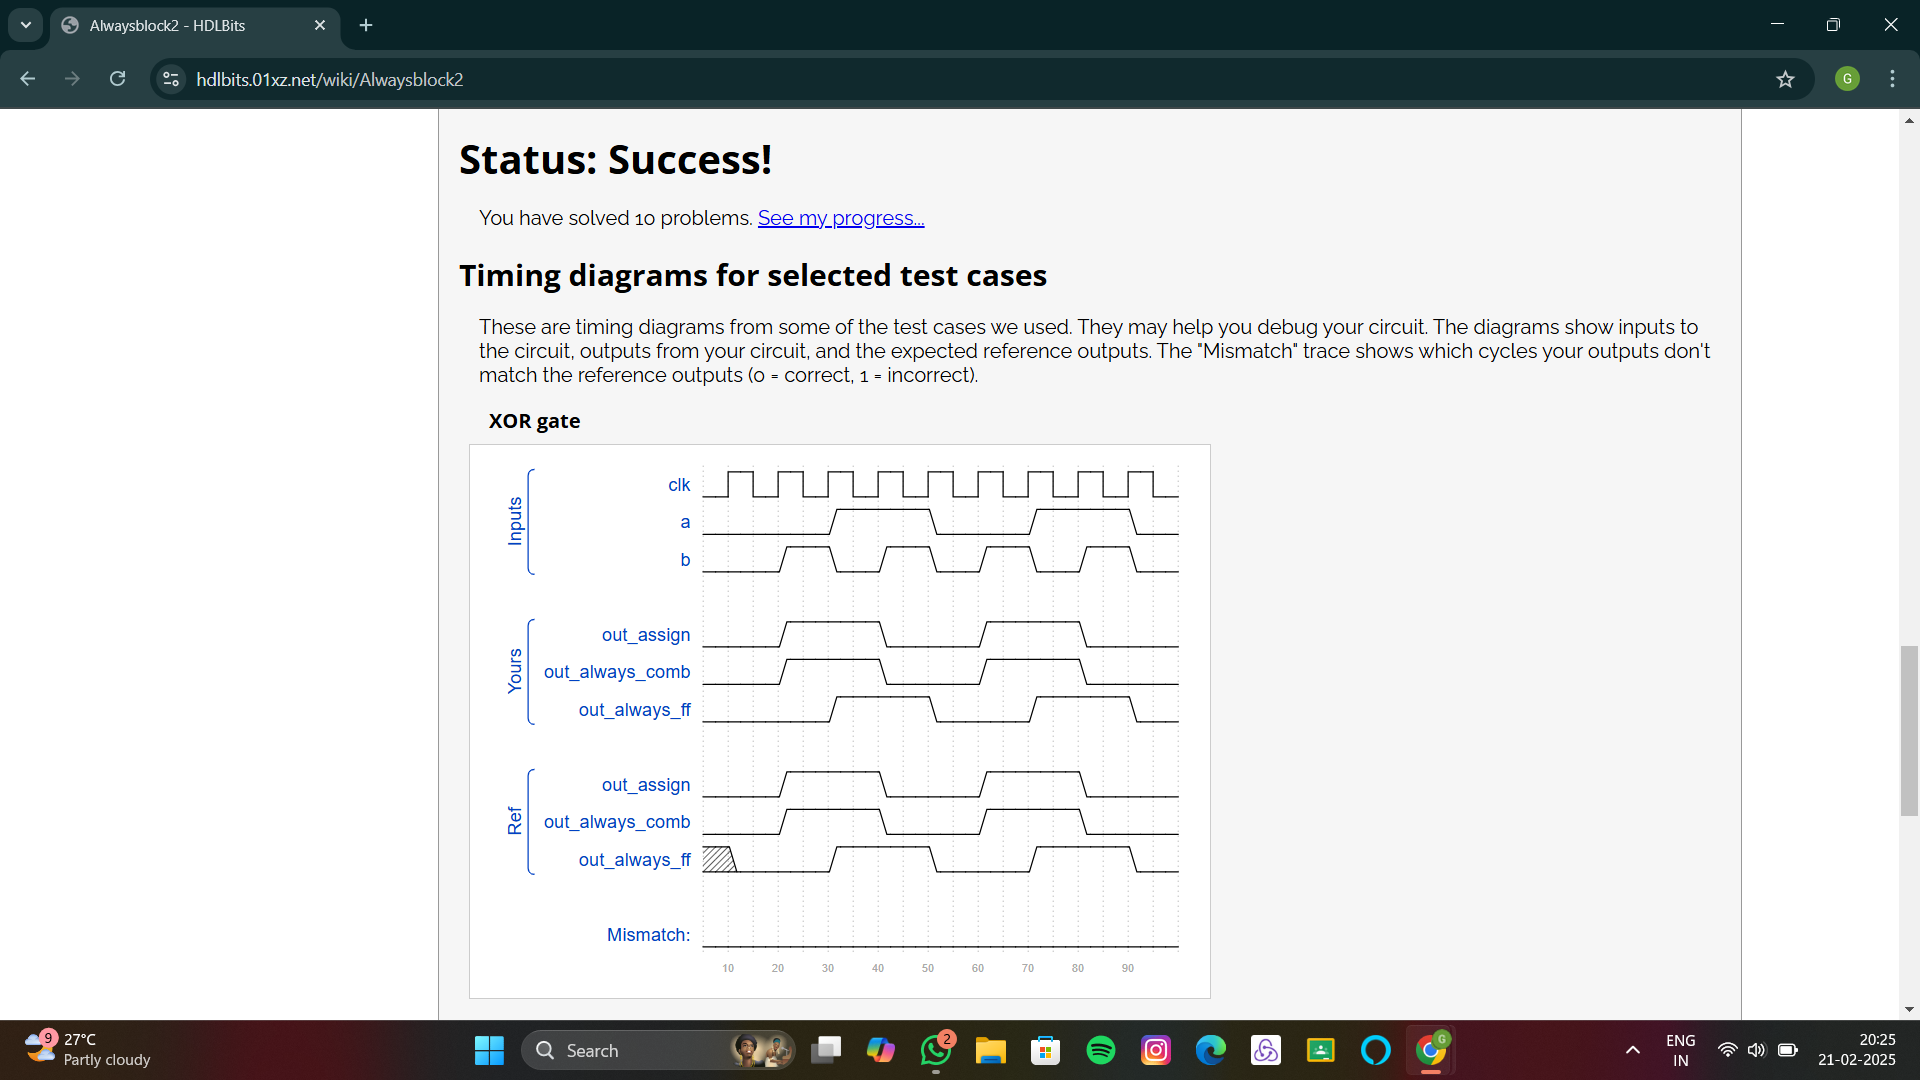 Alwaysblock2 - HDLBits
hdlbits.01xz.net/wiki/Alwaysblock2
G
Status: Success!
You have solved 10 problems. See my progress...
Timing diagrams for selected test cases
These are timing diagrams from some of the test cases we used. They may help you debug your circuit. The diagrams show inputs to
the circuit, outputs from your circuit, and the expected reference outputs. The "Mismatch" trace shows which cycles your outputs don't
match the reference outputs (0 = correct, 1 = incorrect).
XOR gate
Inputs
clk
a
b
Yours
out_assign
out_always_comb
out_always_ff
Ref
out_assign
out_always_comb
out_always_ff
Mismatch:
10 20 30 40 50 60 70 80 90
9
27°C
Partly cloudy
Search
2
G
ENG
IN
20:25
21-02-2025